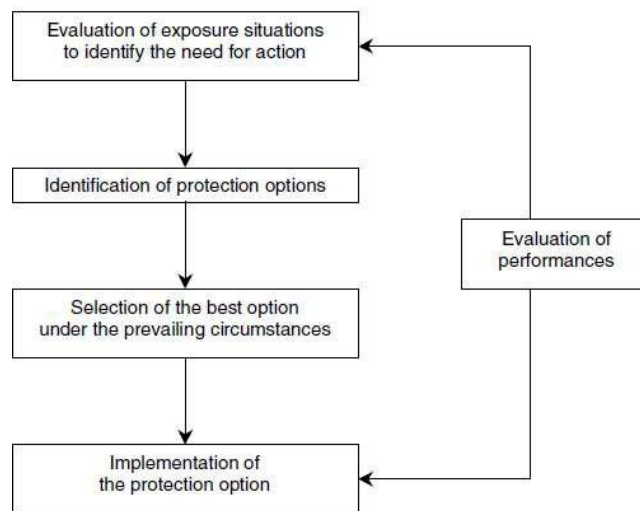 Evaluation of exposure situations
to identify the need for action
Identification of protection options
Evaluation of
performances
Selection of the best option
under the prevailing circumstances
Implementation of
the protection option